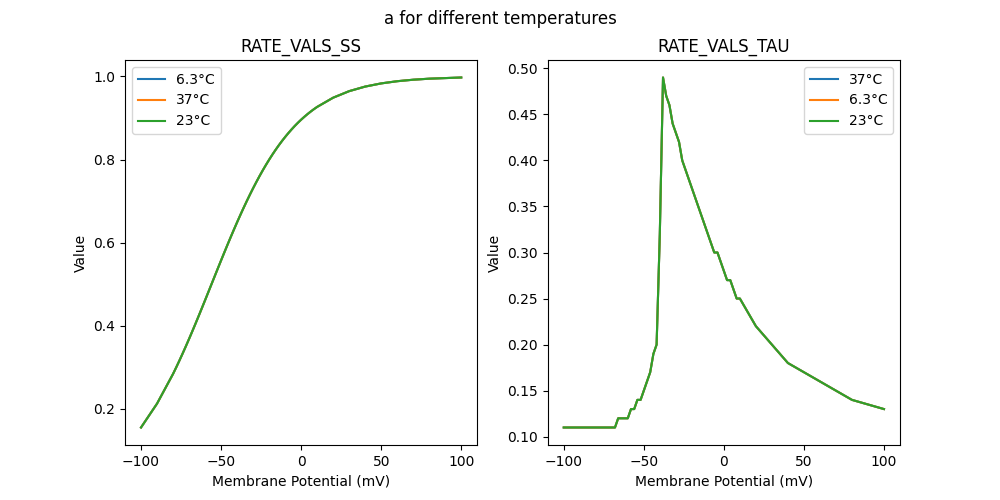 a for different temperatures
RATE_VALS_SS
1.0
0.8
0.6
0.4
0.2
Value
6.3°C
37°C
23°C
−100
−50
0
50
100
Membrane Potential (mV)
RATE_VALS_TAU
0.50
0.45
0.40
0.35
0.30
0.25
0.20
0.15
0.10
Value
37°C
6.3°C
23°C
−100
−50
0
50
100
Membrane Potential (mV)